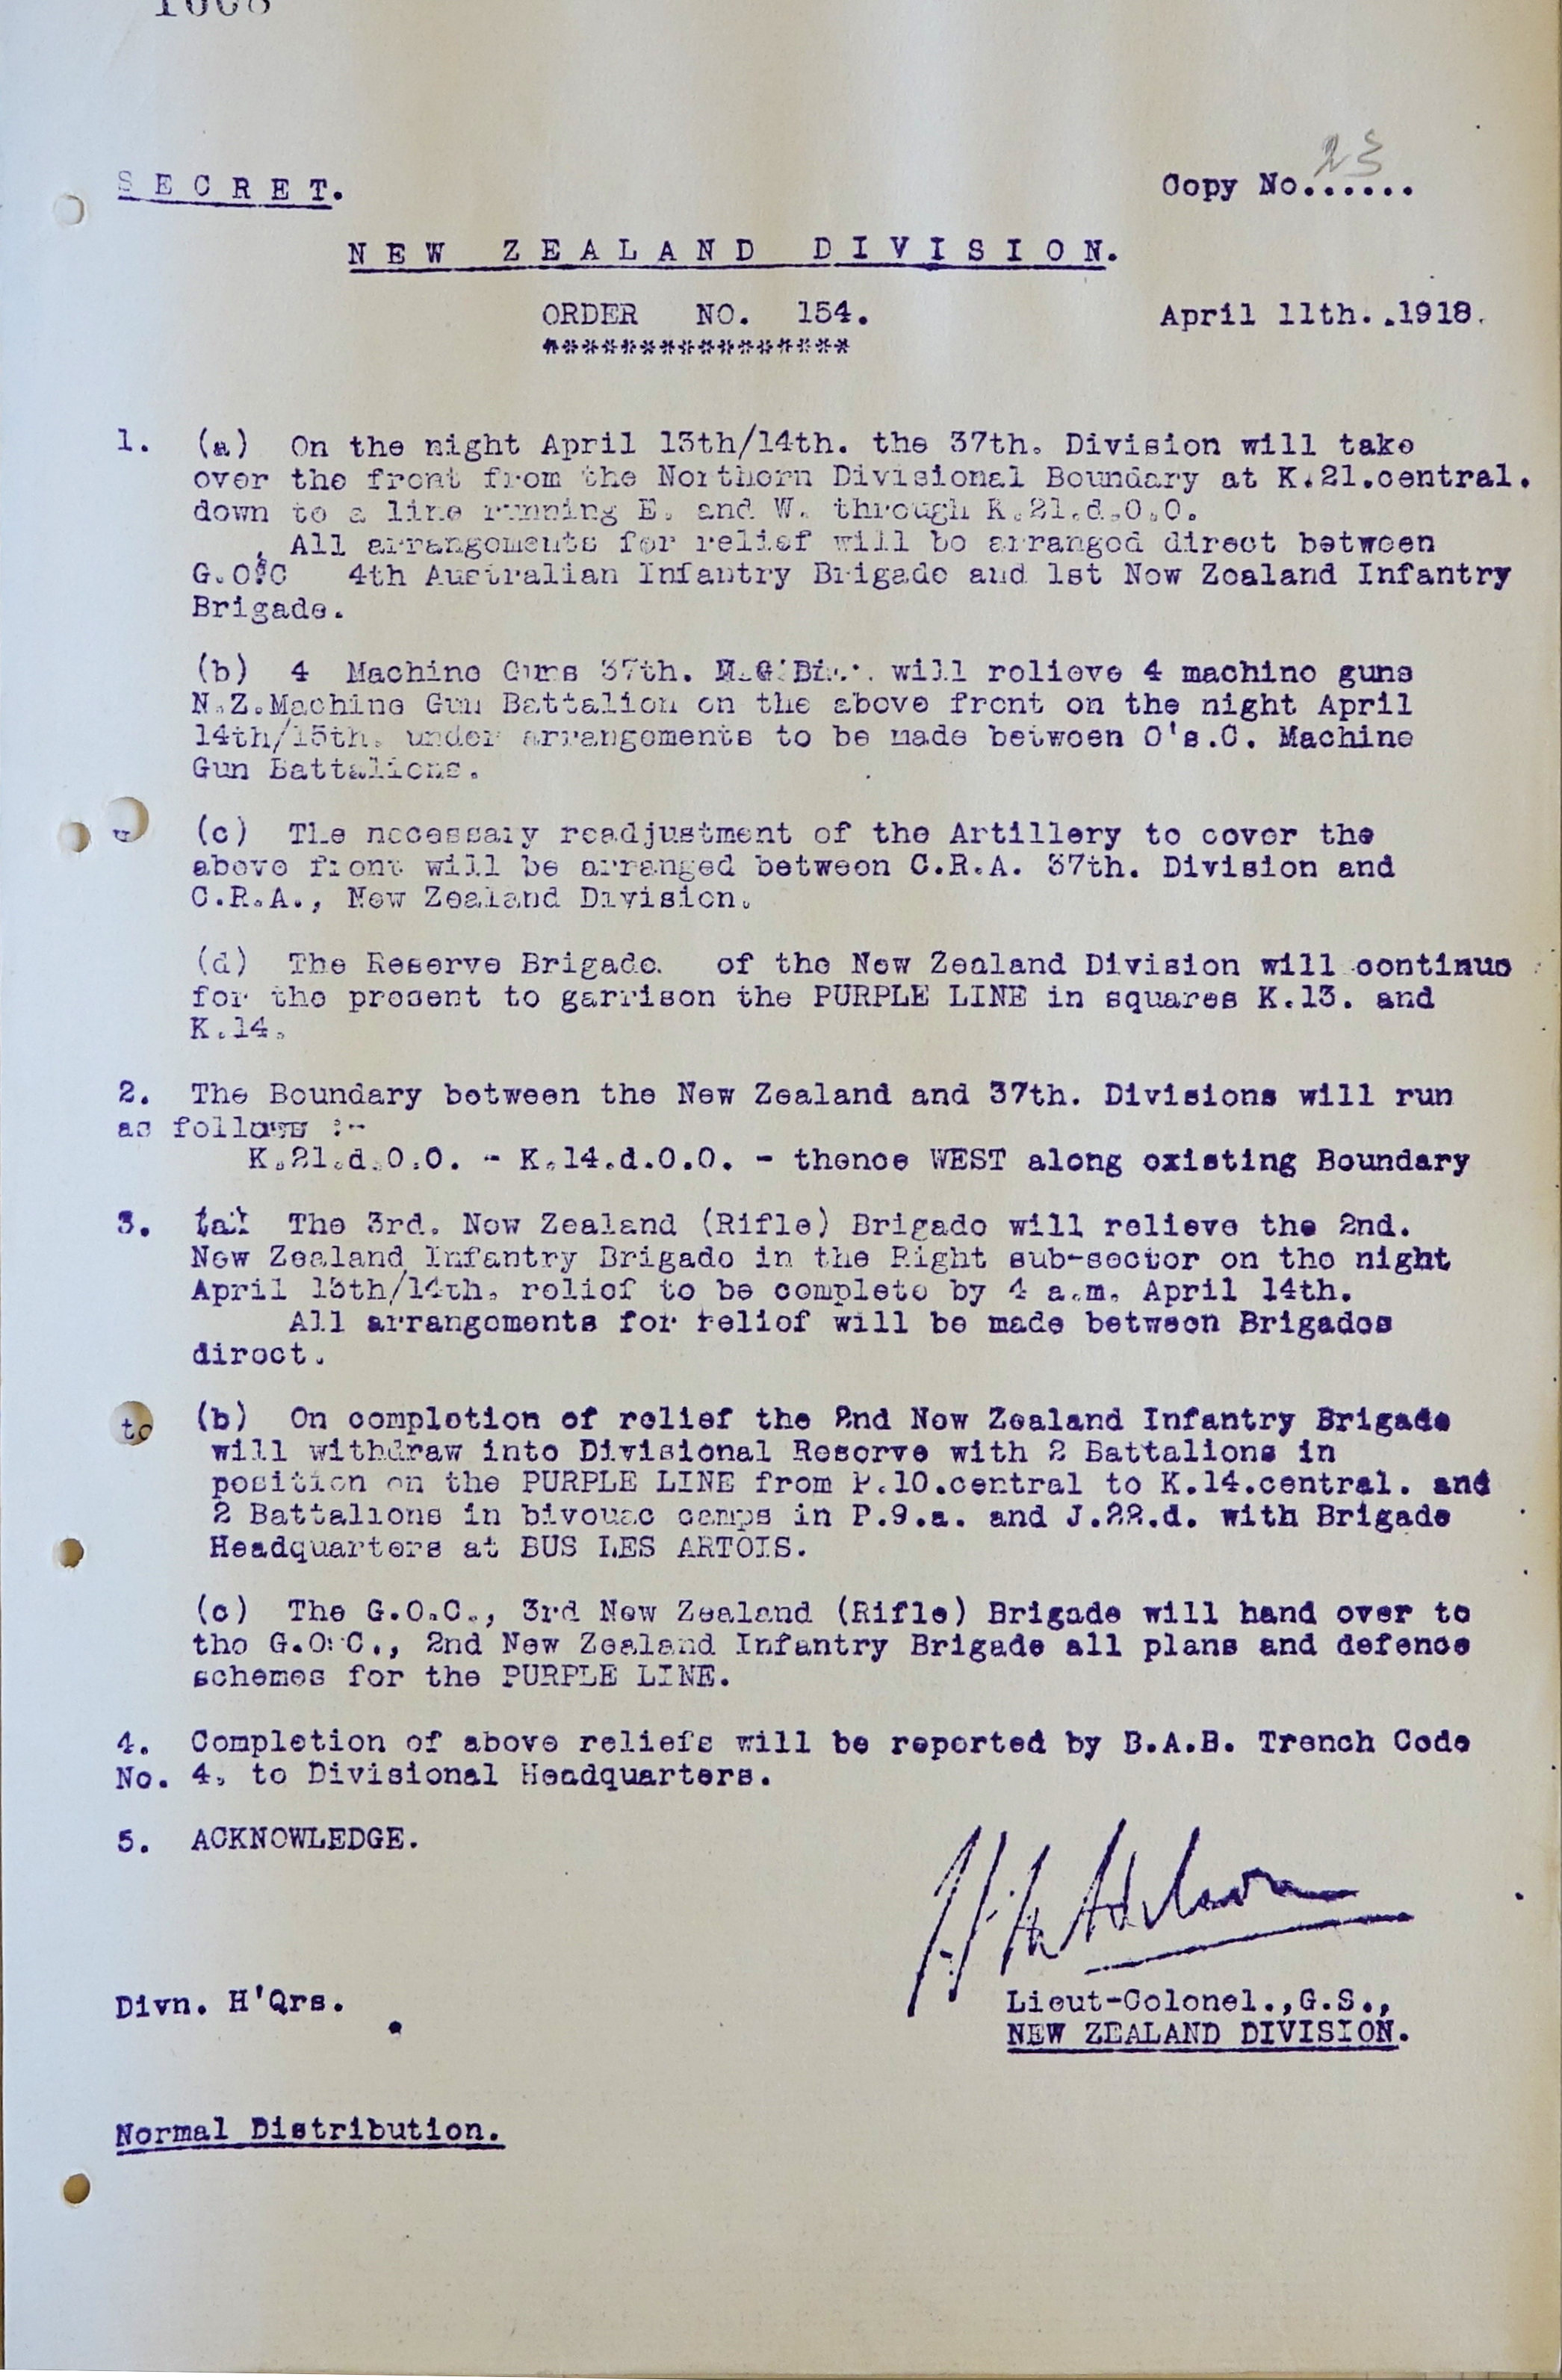 SECRET.
Copy No...... 23
NEW ZEALAND DIVISION.
ORDER NO. 154.
April 11th. .1918.
****************
1. (a) On the night April 13th/14th. the 37th. Division will take
over the front from the Northern Divisional Boundary at K.21.central.
down to a line running E. and W. through K.21.d.0.0.
All arrangements for relief will be arranged direct between
G.O's C 4th Australian Infantry Brigade and 1st New Zealand Infantry
Brigade.
(b) 4 Machine Guns 37th. M.G. Bn. will relieve 4 machine guns
N.Z.Machine Gun Battalion on the above front on the night April
14th/15th. under arrangements to be made between O's.C. Machine
Gun Battalions.
(c) The necessary readjustment of the Artillery to cover the
above front will be arranged between C.R.A. 37th. Division and
C.R.A., New Zealand Division.
(d) The Reserve Brigade. of the New Zealand Division will continue
for the present to garrison the PURPLE LINE in squares K.13. and
K.14.
2. The Boundary between the New Zealand and 37th. Divisions will run
as follows :-
K.21.d.0.0. - K.14.d.0.0. - thence WEST along existing Boundary
3. (a) The 3rd. New Zealand (Rifle) Brigade will relieve the 2nd.
New Zealand Infantry Brigade in the Right sub-sector on the night
April 13th/14th. relief to be complete by 4 a.m. April 14th.
All arrangements for relief will be made between Brigades
direct.
to
(b) On completion of relief the 2nd New Zealand Infantry Brigade
will withdraw into Divisional Reserve with 2 Battalions in
position on the PURPLE LINE from P.10.central to K.14.central. and
2 Battalions in bivouac camps in P.9.a. and J.22.d. with Brigade
Headquarters at BUS LES ARTOIS.
(c) The G.O.C., 3rd New Zealand (Rifle) Brigade will hand over to
the G.O.C., 2nd New Zealand Infantry Brigade all plans and defence
schemes for the PURPLE LINE.
4. Completion of above reliefs will be reported by B.A.B. Trench Code
No. 4, to Divisional Headquarters.
5. ACKNOWLEDGE.
Divn. H'Qrs.
Lieut-Colonel.,G.S.,
NEW ZEALAND DIVISION.
Normal Distribution.